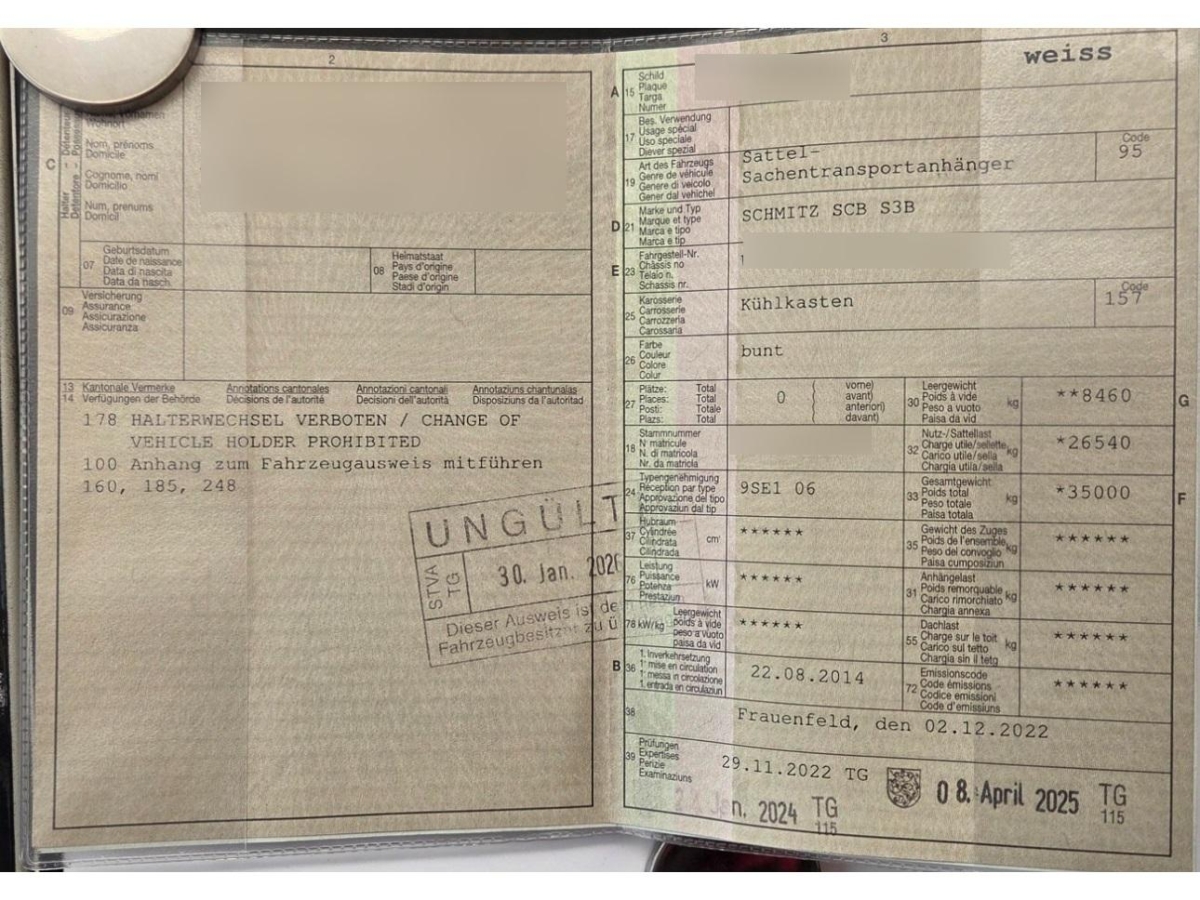 2
Wohnort
Nom, prénoms
Domicile
C
Cognome, nomi
Domicilio
Num, prenums
Domicil
07 Geburtsdatum
Date de naissance
Data di nascita
Data da nasch.
08 Heimatstaat
Pays d'origine
Paese d'origine
Stadi d'origin
09 Versicherung
Assurance
Assicurazione
Assicuranza
13 Kantonale Vermerke Annotations cantonales Annotazioni cantonali Annotaziuns chantunalas
14 Verfügungen der Behörde Décisions de l'autorité Decisioni dell'autorità Disposiziuns da l'autoritad
178 HALTERWECHSEL VERBOTEN / CHANGE OF
VEHICLE HOLDER PROHIBITED
100 Anhang zum Fahrzeugausweis mitführen
160, 185, 248
UNGÜLT
STVA
TG
30. Jan. 2026
Dieser Ausweis ist de
Fahrzeugbesitzer zu ü
3
weiss
A 15 Schild
Plaque
Targa
Numer
17 Bes. Verwendung
Usage spécial
Uso speciale
Diever spezial
19 Art des Fahrzeugs
Genre de véhicule
Genere di veicolo
Gener dal vehichel
Sattel-
Sachentransportanhänger
Code
95
D 21 Marke und Typ
Marque et type
Marca e tipo
Marca e tip
SCHMITZ SCB S3B
E 23 Fahrgestell-Nr.
Châssis no
Telaio n.
Schassis nr.
25 Karosserie
Carrosserie
Carrozzeria
Carossaria
Kühlkasten
Code
157
26 Farbe
Couleur
Colore
Colur
bunt
27 Plätze: Total
Places: Total
Posti: Totale
Plazs: Total
0
vorne)
avant)
anteriori)
davant)
30 Leergewicht
Poids à vide
Peso a vuoto
Paisa da vid
kg
**8460
G
18 Stammnummer
N° matricule
N. di matricola
Nr. da matricla
32 Nutz-/Sattellast
Charge utile/sellette
Carico utile/sella
Chargia utila/sella
kg
*26540
24 Typengenehmigung
Réception par type
Approvazione del tipo
Approvaziun dal tip
9SE1 06
33 Gesamtgewicht
Poids total
Peso totale
Paisa totala
kg
*35000
F
37 Hubraum
Cylindrée
Cilindrata
Cilindrada
cm³
******
35 Gewicht des Zuges
Poids de l'ensemble
Peso del convoglio
Paisa cumposiziun
kg
******
76 Leistung
Puissance
Potenza
Prestaziun
kW
******
31 Anhängelast
Poids remorquable
Carico rimorchiato
Chargia annexa
kg
******
78 kW/kg Leergewicht
poids à vide
peso a vuoto
paisa da vid
******
55 Dachlast
Charge sur le toit
Carico sul tetto
Chargia sin il tetg
kg
******
B 36 1. Inverkehrsetzung
1re mise en circulation
1a messa in circolazione
1. entrada en circulaziun
22.08.2014
72 Emissionscode
Code émissions
Codice emissioni
Code d'emissiuns
******
38
Frauenfeld, den 02.12.2022
39 Prüfungen
Expertises
Perizie
Examinaziuns
29.11.2022 TG
08. April 2025 TG
115
n. 2024 TG
115